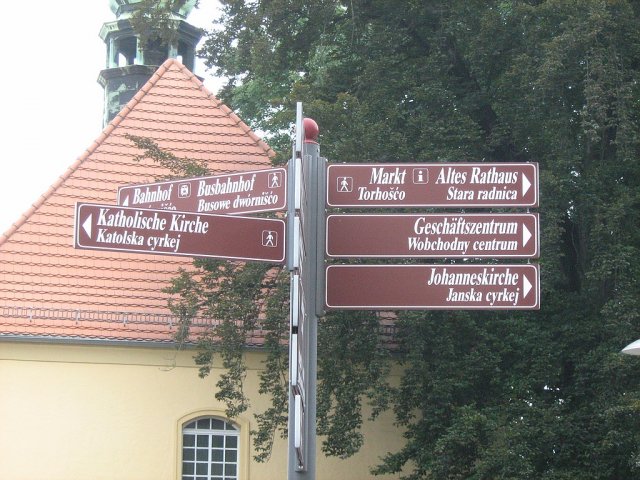 Bahnhof Busbahnhof
Busowe dwórnišćo
Katholische Kirche
Katolska cyrkej
Markt Altes Rathaus
Torhošćo Stara radnica
Geschäftszentrum
Wobchodny centrum
Johanneskirche
Janska cyrkej